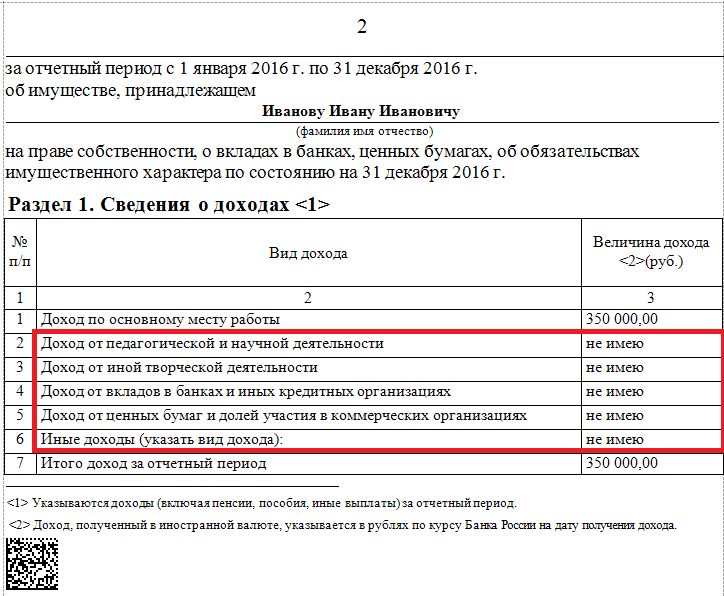 2
за отчетный период с 1 января 2016 г. по 31 декабря 2016 г.
об имуществе, принадлежащем
Иванову Ивану Ивановичу
(фамилия имя отчество)
на праве собственности, о вкладах в банках, ценных бумагах, об обязательствах
имущественного характера по состоянию на 31 декабря 2016 г.
Раздел 1. Сведения о доходах <1>
№ п/п Вид дохода Величина дохода <2>(руб.)
1 2 3
1 Доход по основному месту работы 350 000,00
2 Доход от педагогической и научной деятельности не имею
3 Доход от иной творческой деятельности не имею
4 Доход от вкладов в банках и иных кредитных организациях не имею
5 Доход от ценных бумаг и долей участия в коммерческих организациях не имею
6 Иные доходы (указать вид дохода): не имею
7 Итого доход за отчетный период 350 000,00
<1> Указываются доходы (включая пенсии, пособия, иные выплаты) за отчетный период.
<2> Доход, полученный в иностранной валюте, указывается в рублях по курсу Банка России на дату получения дохода.